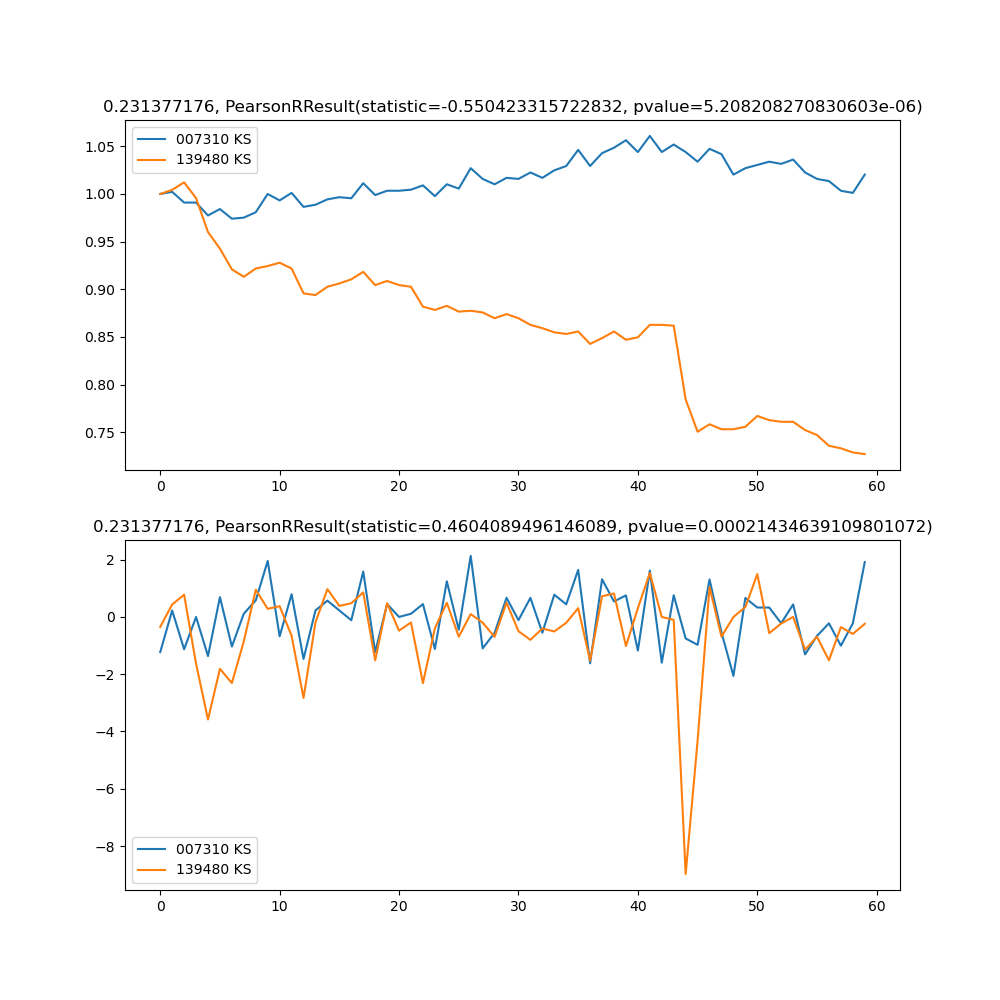 0.231377176, PearsonRResult(statistic=-0.550423315722832, pvalue=5.208208270830603e-06)
007310 KS
139480 KS
1.05
1.00
0.95
0.90
0.85
0.80
0.75
0 10 20 30 40 50 60
0.231377176, PearsonRResult(statistic=0.4604089496146089, pvalue=0.00021434639109801072)
2
0
−2
−4
−6
−8
007310 KS
139480 KS
0 10 20 30 40 50 60